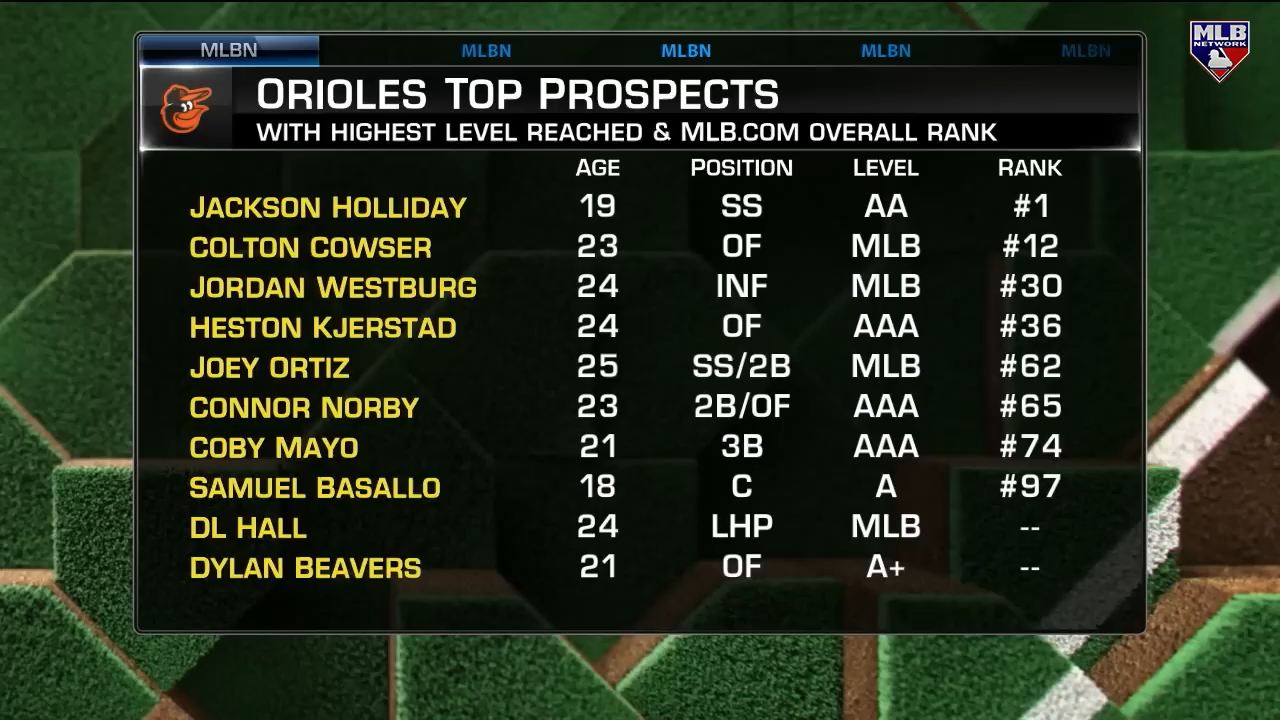 MLBN MLBN MLBN MLBN MLBN
MLB
NETWORK
ORIOLES TOP PROSPECTS
WITH HIGHEST LEVEL REACHED & MLB.COM OVERALL RANK
AGE POSITION LEVEL RANK
JACKSON HOLLIDAY 19 SS AA #1
COLTON COWSER 23 OF MLB #12
JORDAN WESTBURG 24 INF MLB #30
HESTON KJERSTAD 24 OF AAA #36
JOEY ORTIZ 25 SS/2B MLB #62
CONNOR NORBY 23 2B/OF AAA #65
COBY MAYO 21 3B AAA #74
SAMUEL BASALLO 18 C A #97
DL HALL 24 LHP MLB --
DYLAN BEAVERS 21 OF A+ --